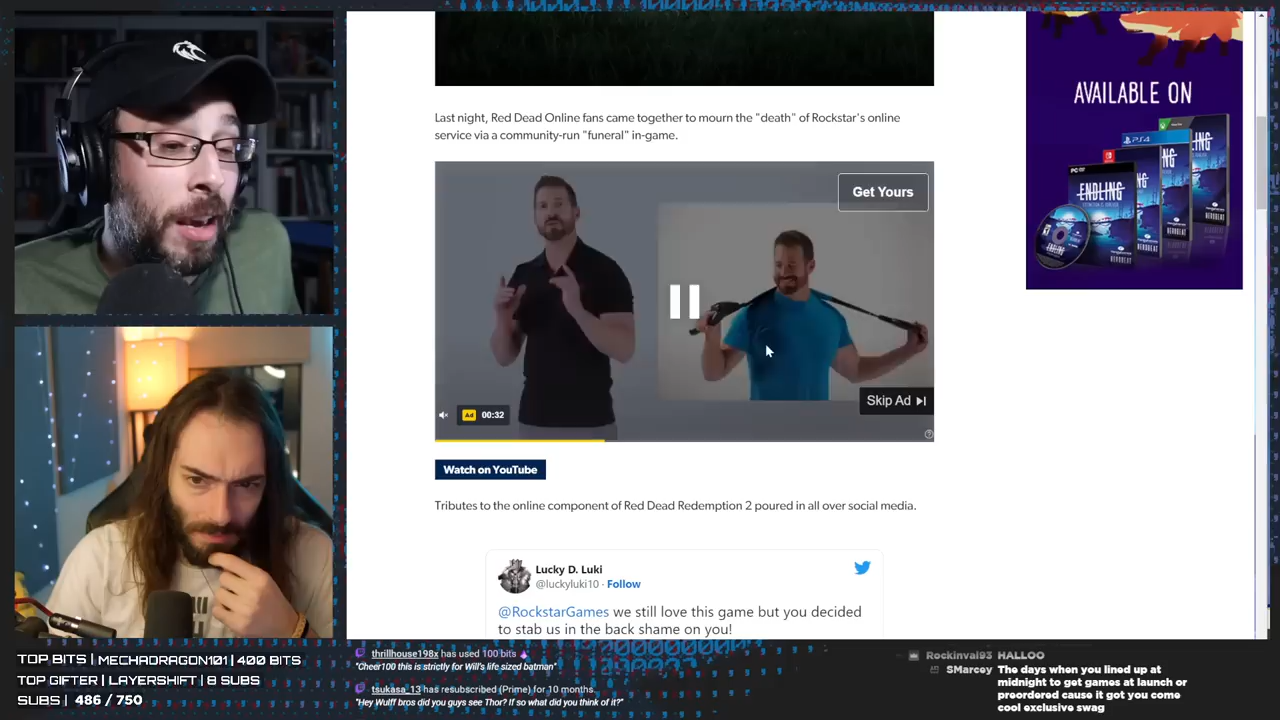 Last night, Red Dead Online fans came together to mourn the "death" of Rockstar's online
service via a community-run "funeral" in-game.
Get Yours
Skip Ad
Ad 00:32
Watch on YouTube
Tributes to the online component of Red Dead Redemption 2 poured in all over social media.
Lucky D. Luki
@luckyluki10 · Follow
@RockstarGames we still love this game but you decided
to stab us in the back shame on you!
AVAILABLE ON
PS4
ENDLING
TOP BITS | MECHADRAGON101 | 400 BITS
TOP GIFTER | LAYERSHIFT | 8 SUBS
SUBS | 486 / 750
thrillhouse198x has used 100 bits
"Cheer100 this is strictly for Will's life sized batman"
tsukasa_13 has resubscribed (Prime) for 10 months.
"Hey Wulff bros did you guys see Thor? If so what did you think of it?"
Rockinval93 HALLOO
SMarcey The days when you lined up at
midnight to get games at launch or
preordered cause it got you come
cool exclusive swag